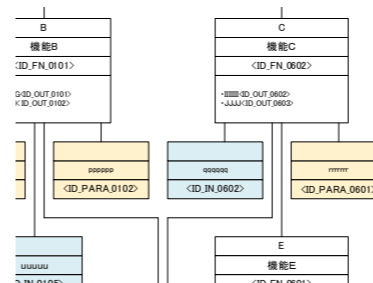 B
機能B
<ID_FN_0101>
G<ID_OUT_0101>
K<ID_OUT_0102>
C
機能C
<ID_FN_0602>
・IIIIIII<ID_OUT_0602>
・JJJJ<ID_OUT_0603>
pppppp
<ID_PARA_0102>
qqqqqq
<ID_IN_0602>
rrrrrr
<ID_PARA_0601>
uuuuu
E
機能E